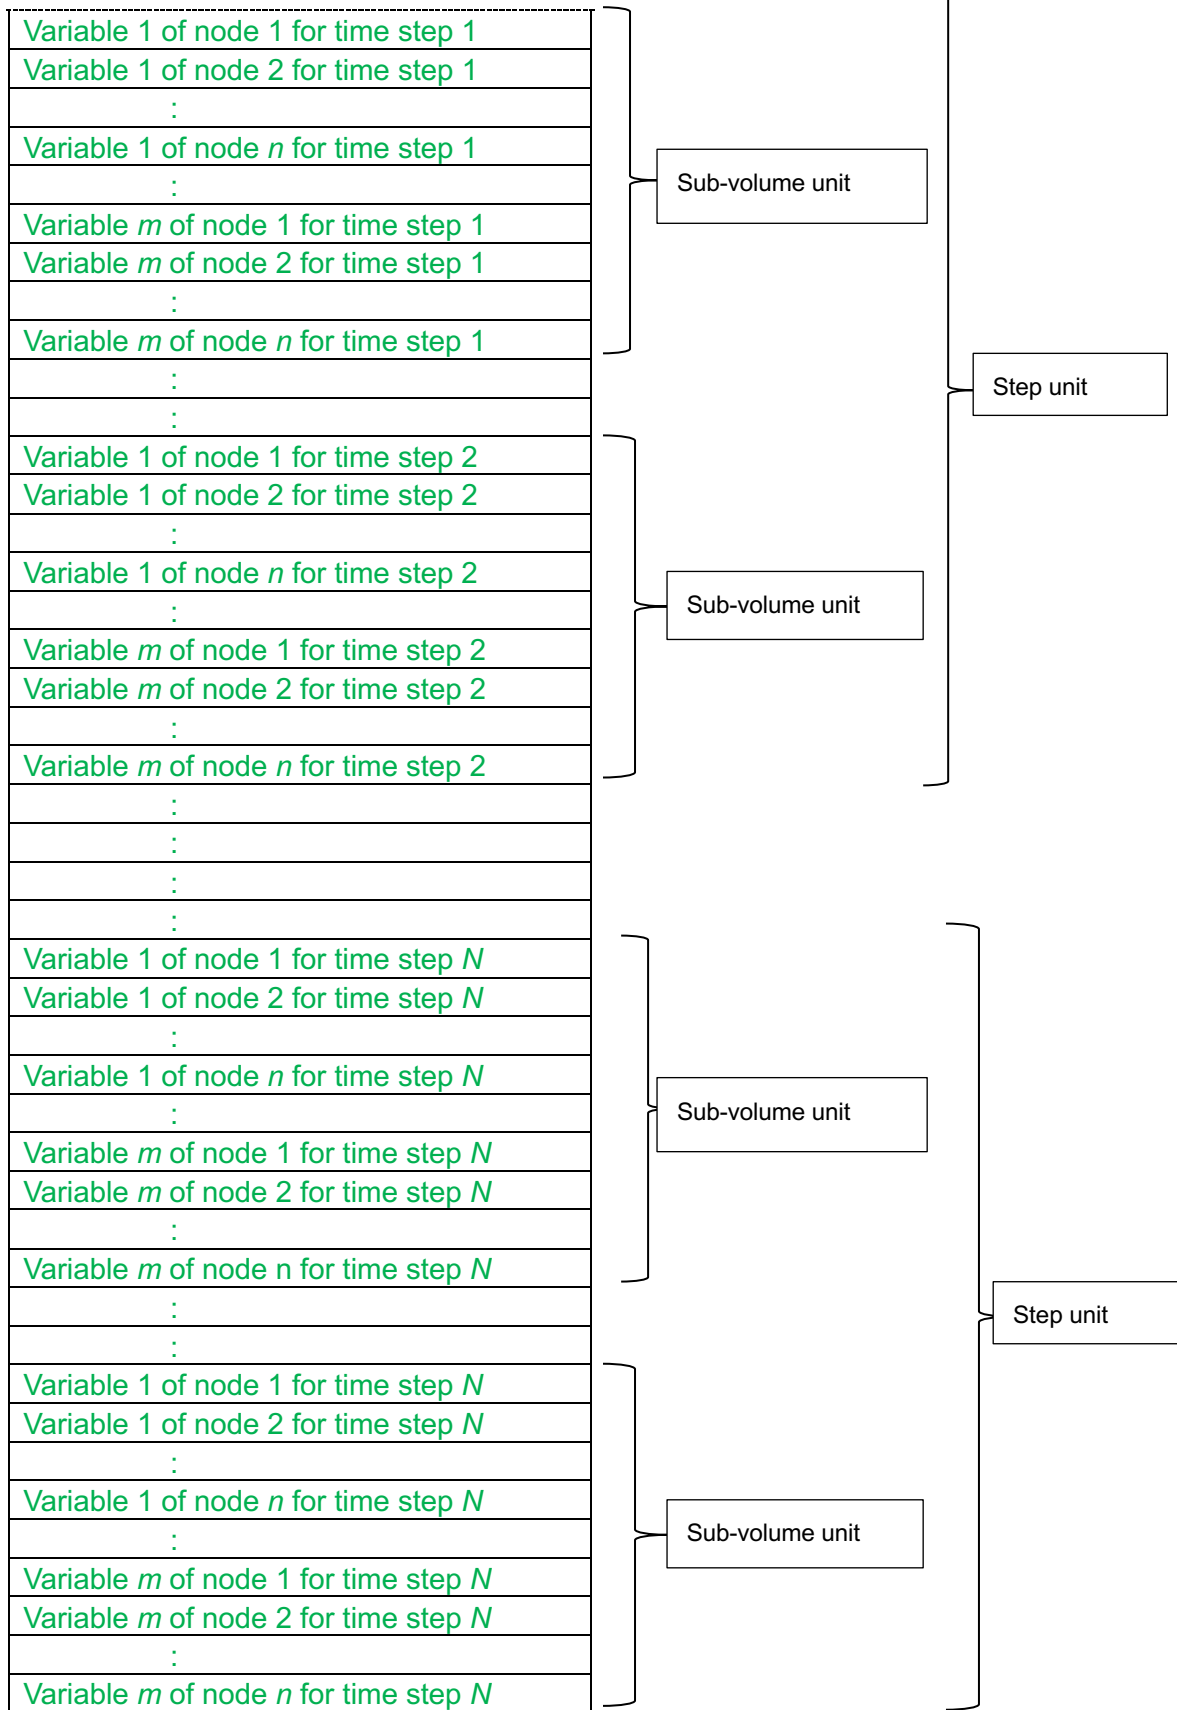 Variable 1 of node 1 for time step 1
Variable 1 of node 2 for time step 1
:
Variable 1 of node n for time step 1
:
Variable m of node 1 for time step 1
Variable m of node 2 for time step 1
:
Variable m of node n for time step 1
:
:
Variable 1 of node 1 for time step 2
Variable 1 of node 2 for time step 2
:
Variable 1 of node n for time step 2
:
Variable m of node 1 for time step 2
Variable m of node 2 for time step 2
:
Variable m of node n for time step 2
:
:
:
:
Variable 1 of node 1 for time step N
Variable 1 of node 2 for time step N
:
Variable 1 of node n for time step N
:
Variable m of node 1 for time step N
Variable m of node 2 for time step N
:
Variable m of node n for time step N
:
:
Variable 1 of node 1 for time step N
Variable 1 of node 2 for time step N
:
Variable 1 of node n for time step N
:
Variable m of node 1 for time step N
Variable m of node 2 for time step N
:
Variable m of node n for time step N
Sub-volume unit
Sub-volume unit
Sub-volume unit
Sub-volume unit
Step unit
Step unit